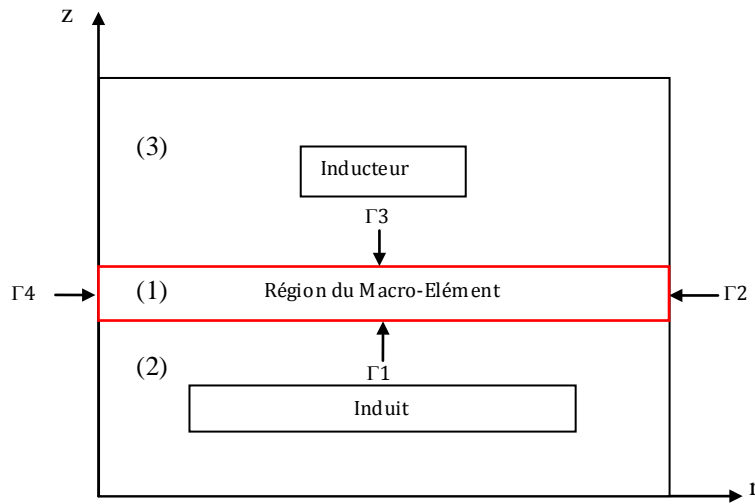 z
(3)
Inducteur
Γ3
Γ4
(1)
Région du Macro-Elément
Γ2
(2)
Γ1
Induit
r